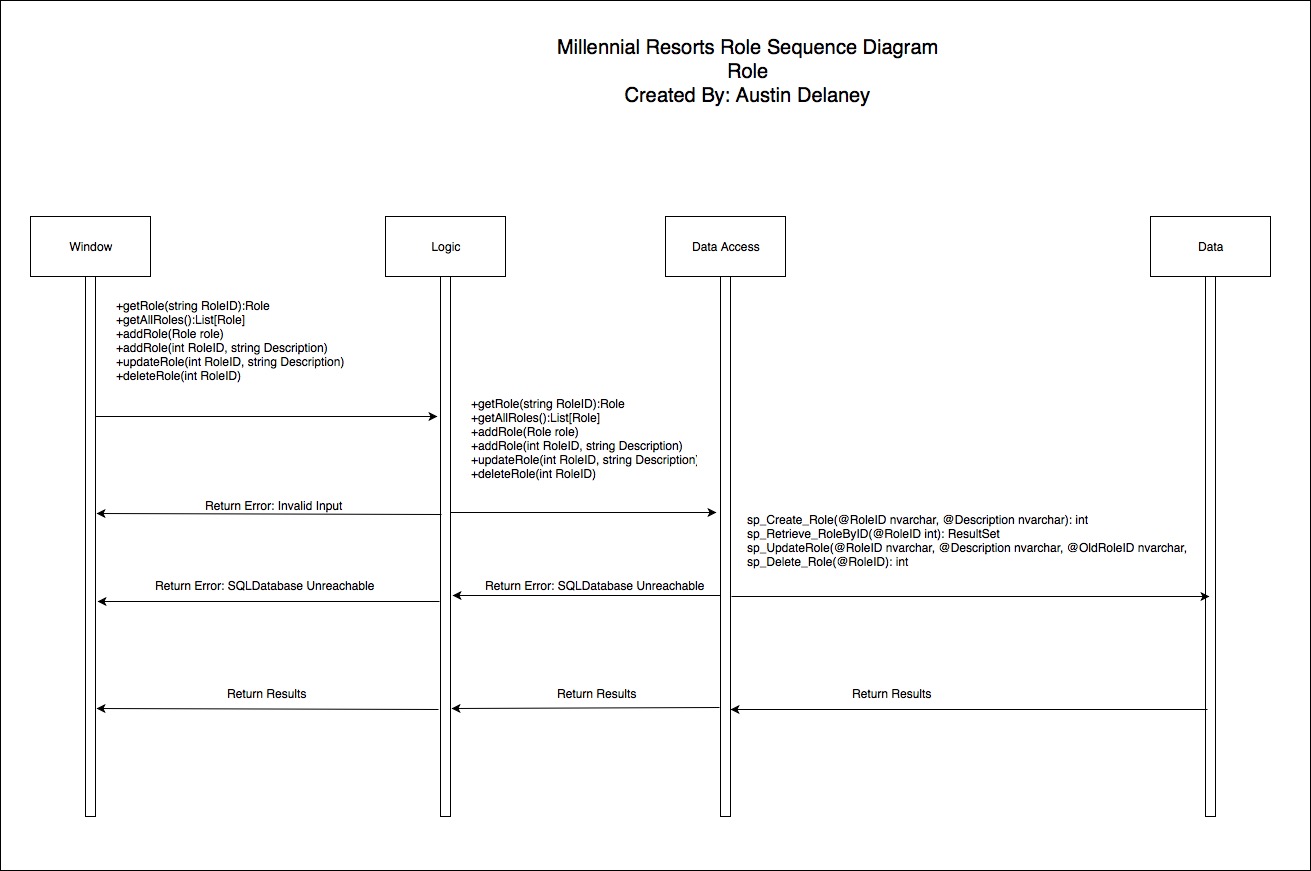 Millennial Resorts Role Sequence Diagram
Role
Created By: Austin Delaney
Window
Logic
Data Access
Data
+getRole(string RoleID):Role
+getAllRoles():List[Role]
+addRole(Role role)
+addRole(int RoleID, string Description)
+updateRole(int RoleID, string Description)
+deleteRole(int RoleID)
+getRole(string RoleID):Role
+getAllRoles():List[Role]
+addRole(Role role)
+addRole(int RoleID, string Description)
+updateRole(int RoleID, string Description)
+deleteRole(int RoleID)
Return Error: Invalid Input
sp_Create_Role(@RoleID nvarchar, @Description nvarchar): int
sp_Retrieve_RoleByID(@RoleID int): ResultSet
sp_UpdateRole(@RoleID nvarchar, @Description nvarchar, @OldRoleID nvarchar,
sp_Delete_Role(@RoleID): int
Return Error: SQLDatabase Unreachable
Return Error: SQLDatabase Unreachable
Return Results
Return Results
Return Results